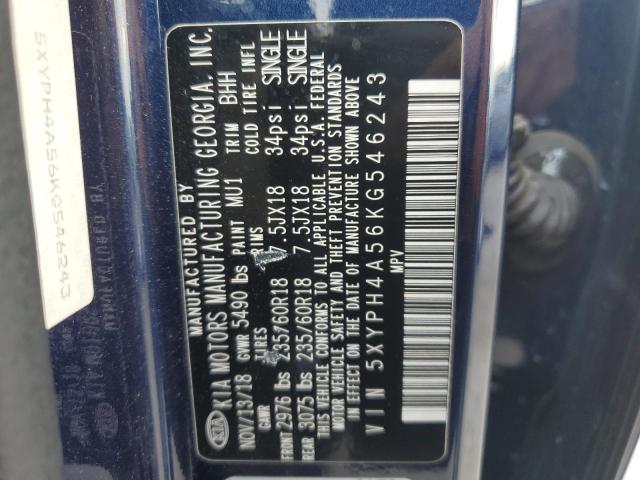 KIA
MANUFACTURED BY
KIA MOTORS MANUFACTURING GEORGIA. INC.
NOV/13/18 GVWR 5490 lbs PAINT MU1 TRIM BHH
GAWR TIRES RIMS COLD TIRE INFL
FRONT 2976 lbs 235/60R18 7.5JX18 34psi SINGLE
REAR 3075 lbs 235/60R18 7.5JX18 34psi SINGLE
THIS VEHICLE CONFORMS TO ALL APPLICABLE U.S.A. FEDERAL
MOTOR VEHICLE SAFETY AND THEFT PREVENTION STANDARDS
IN EFFECT ON THE DATE OF MANUFACTURE SHOWN ABOVE
VIN 5XYPH4A56KG546243
MPV
5XYPH4A56KG546243